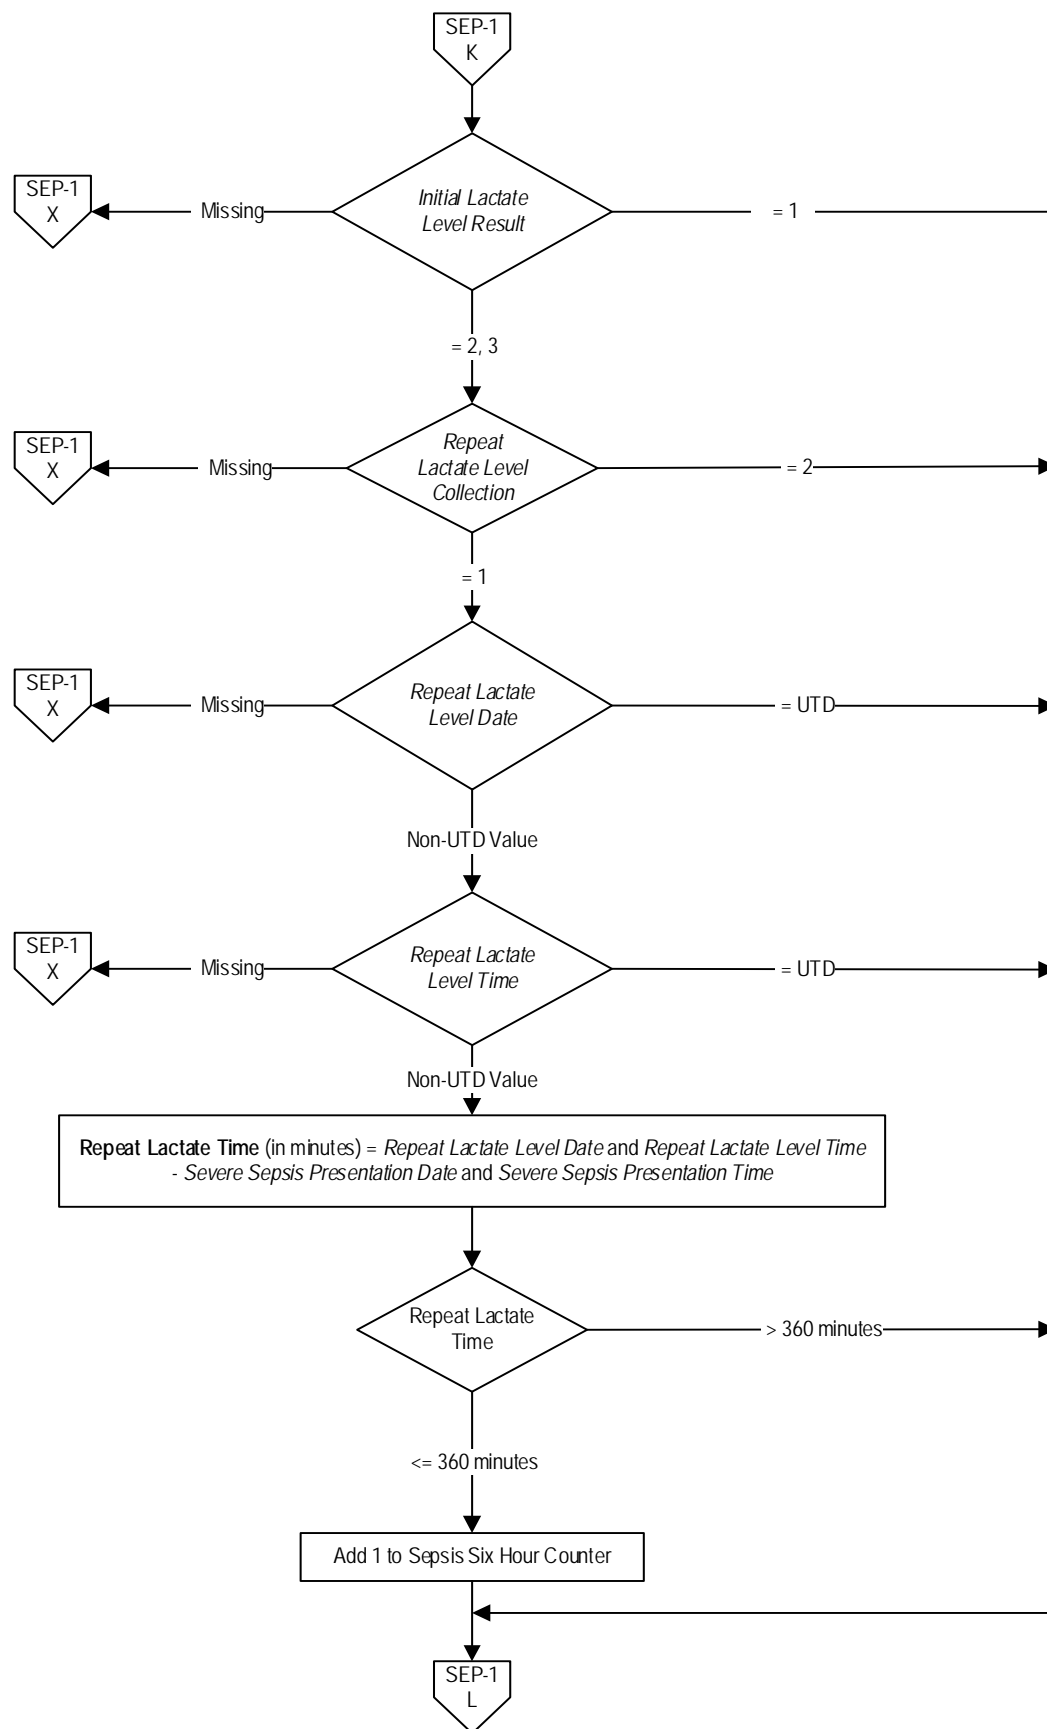 SEP-1
K
SEP-1
X
Missing
Initial Lactate
Level Result
= 1
= 2, 3
SEP-1
X
Missing
Repeat
Lactate Level
Collection
= 2
= 1
SEP-1
X
Missing
Repeat Lactate
Level Date
= UTD
Non-UTD Value
SEP-1
X
Missing
Repeat Lactate
Level Time
= UTD
Non-UTD Value
Repeat Lactate Time (in minutes) = Repeat Lactate Level Date and Repeat Lactate Level Time
- Severe Sepsis Presentation Date and Severe Sepsis Presentation Time
Repeat Lactate
Time
> 360 minutes
<= 360 minutes
Add 1 to Sepsis Six Hour Counter
SEP-1
L